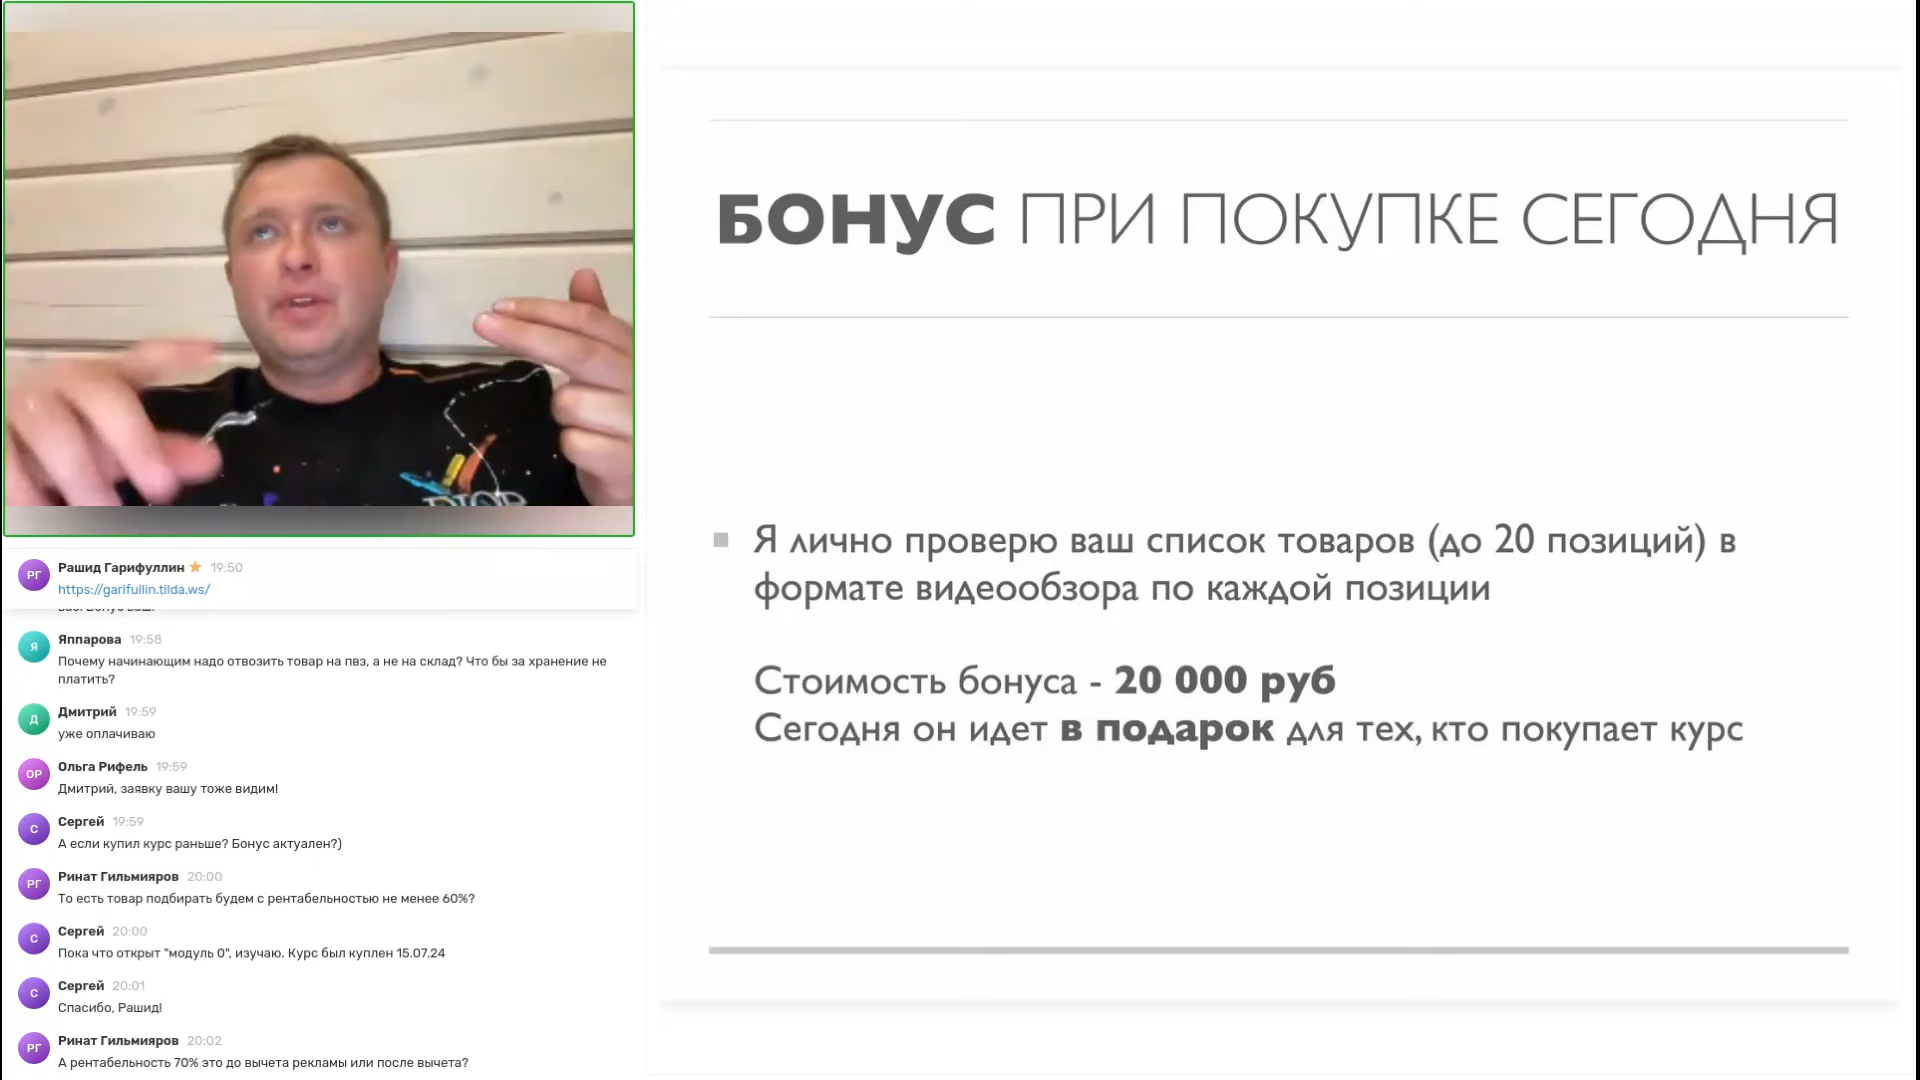 DIOR
РГ
Рашид Гарифуллин 19:50
https://garifullin.tilda.ws/
Я
Яппарова 19:58
Почему начинающим надо отвозить товар на пвз, а не на склад? Что бы за хранение не
платить?
Д
Дмитрий 19:59
уже оплачиваю
ОР
Ольга Рифель 19:59
Дмитрий, заявку вашу тоже видим!
С
Сергей 19:59
А если купил курс раньше? Бонус актуален?)
РГ
Ринат Гильмияров 20:00
То есть товар подбирать будем с рентабельностью не менее 60%?
С
Сергей 20:00
Пока что открыт "модуль 0", изучаю. Курс был куплен 15.07.24
С
Сергей 20:01
Спасибо, Рашид!
РГ
Ринат Гильмияров 20:02
А рентабельность 70% это до вычета рекламы или после вычета?
БОНУС ПРИ ПОКУПКЕ СЕГОДНЯ
Я лично проверю ваш список товаров (до 20 позиций) в
формате видеообзора по каждой позиции
Стоимость бонуса - 20 000 руб
Сегодня он идет в подарок для тех, кто покупает курс